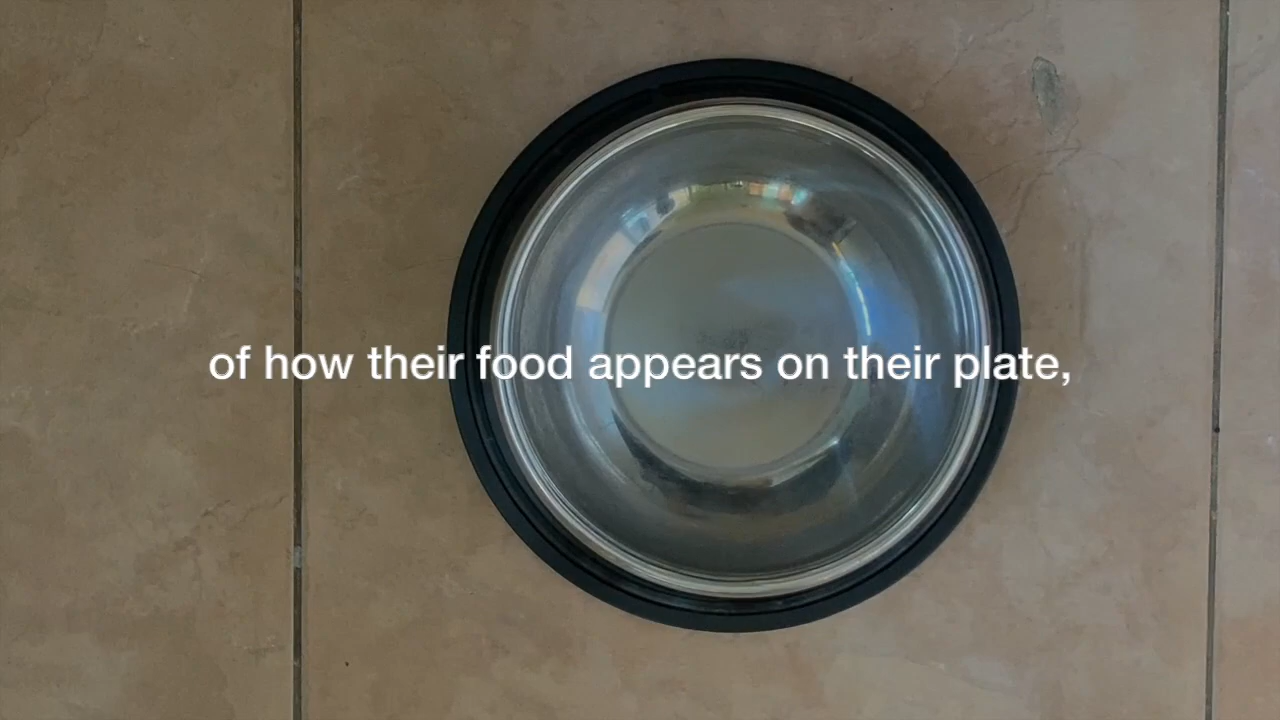 of how their food appears on their plate,